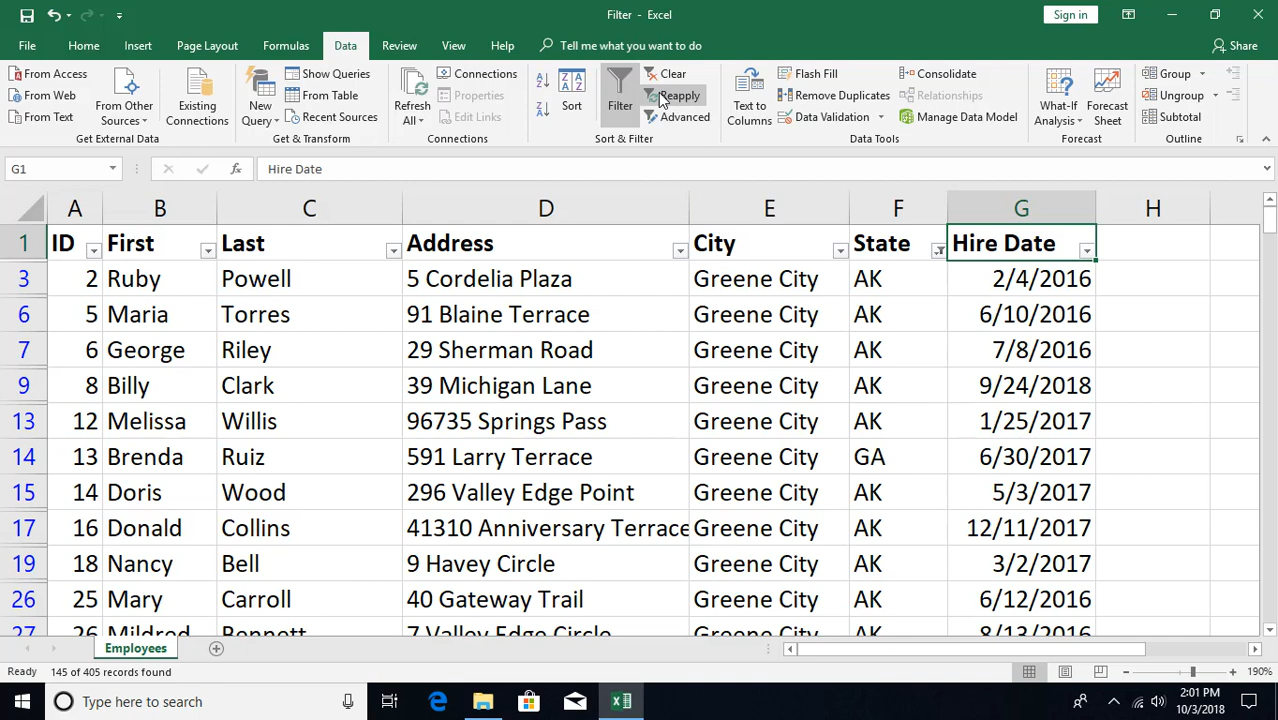 Filter - Excel
Sign in
File Home Insert Page Layout Formulas Data Review View Help Tell me what you want to do Share
From Access
From Web
From Text
From Other Sources
Existing Connections
Get External Data
New Query
Show Queries
From Table
Recent Sources
Get & Transform
Refresh All
Connections
Properties
Edit Links
Connections
Sort
Filter
Clear
Reapply
Advanced
Sort & Filter
Text to Columns
Flash Fill
Remove Duplicates
Data Validation
Consolidate
Relationships
Manage Data Model
Data Tools
What-If Analysis
Forecast Sheet
Forecast
Group
Ungroup
Subtotal
Outline
G1 fx Hire Date
A B C D E F G H
1 ID First Last Address City State Hire Date
3 2 Ruby Powell 5 Cordelia Plaza Greene City AK 2/4/2016
6 5 Maria Torres 91 Blaine Terrace Greene City AK 6/10/2016
7 6 George Riley 29 Sherman Road Greene City AK 7/8/2016
9 8 Billy Clark 39 Michigan Lane Greene City AK 9/24/2018
13 12 Melissa Willis 96735 Springs Pass Greene City AK 1/25/2017
14 13 Brenda Ruiz 591 Larry Terrace Greene City GA 6/30/2017
15 14 Doris Wood 296 Valley Edge Point Greene City AK 5/3/2017
17 16 Donald Collins 41310 Anniversary Terrace Greene City AK 12/11/2017
19 18 Nancy Bell 9 Havey Circle Greene City AK 3/2/2017
26 25 Mary Carroll 40 Gateway Trail Greene City AK 6/12/2016
27 26 Mildred Bennett 7 Valley Edge Circle Greene City AK 8/13/2016
Employees
Ready 145 of 405 records found 190%
Type here to search
2:01 PM
10/3/2018